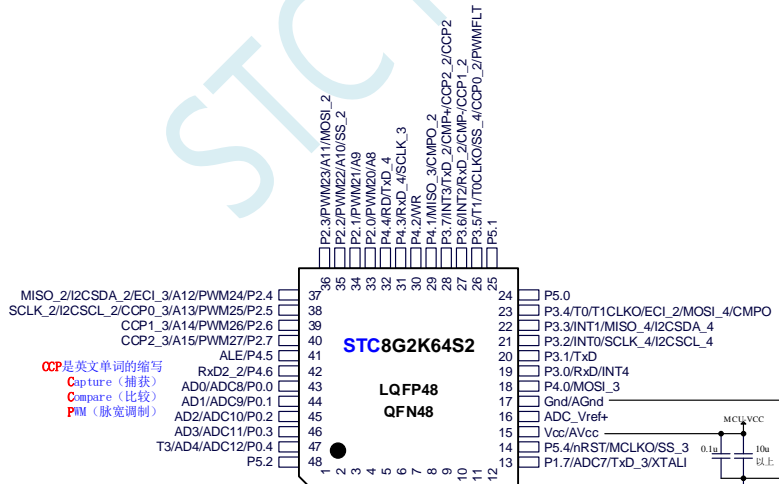 STC
P2.3/PWM23/A11/MOSI_2
P2.2/PWM22/A10/SS_2
P2.1/PWM21/A9
P2.0/PWM20/A8
P4.4/RD/TxD_4
P4.3/RxD_4/SCLK_3
P4.2/WR
P4.1/MISO_3/CMPO_2
P3.7/INT3/TxD_2/CMP+/CCP2_2/CCP2
P3.6/INT2/RxD_2/CMP-/CCP1_2
P3.5/T1/T0CLKO/SS_4/CCP0_2/PWMFLT
P5.1
36 35 34 33 32 31 30 29 28 27 26 25
MISO_2/I2CSDA_2/ECI_3/A12/PWM24/P2.4 37
SCLK_2/I2CSCL_2/CCP0_3/A13/PWM25/P2.5 38
CCP1_3/A14/PWM26/P2.6 39
CCP2_3/A15/PWM27/P2.7 40
ALE/P4.5 41
RxD2_2/P4.6 42
AD0/ADC8/P0.0 43
AD1/ADC9/P0.1 44
AD2/ADC10/P0.2 45
AD3/ADC11/P0.3 46
T3/AD4/ADC12/P0.4 47
P5.2 48
CCP是英文单词的缩写
Capture（捕获）
Compare（比较）
PWM（脉宽调制）
STC8G2K64S2
LQFP48
QFN48
24 P5.0
23 P3.4/T0/T1CLKO/ECI_2/MOSI_4/CMPO
22 P3.3/INT1/MISO_4/I2CSDA_4
21 P3.2/INT0/SCLK_4/I2CSCL_4
20 P3.1/TxD
19 P3.0/RxD/INT4
18 P4.0/MOSI_3
17 Gnd/AGnd
16 ADC_Vref+
15 Vcc/AVcc
14 P5.4/nRST/MCLKO/SS_3
13 P1.7/ADC7/TxD_3/XTALI
MCU-VCC
0.1u
10u
以上
1 2 3 4 5 6 7 8 9 10 11 12